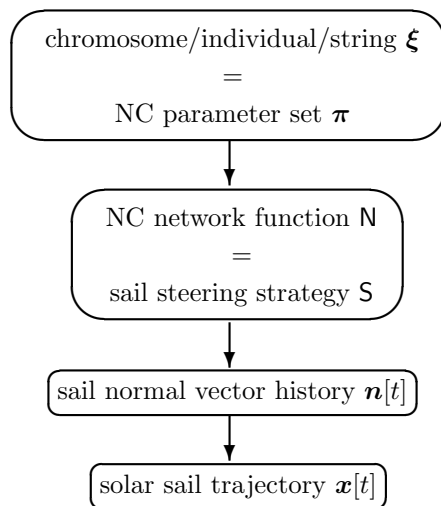 chromosome/individual/string ξ
=
NC parameter set π
NC network function N
=
sail steering strategy S
sail normal vector history n[t]
solar sail trajectory x[t]